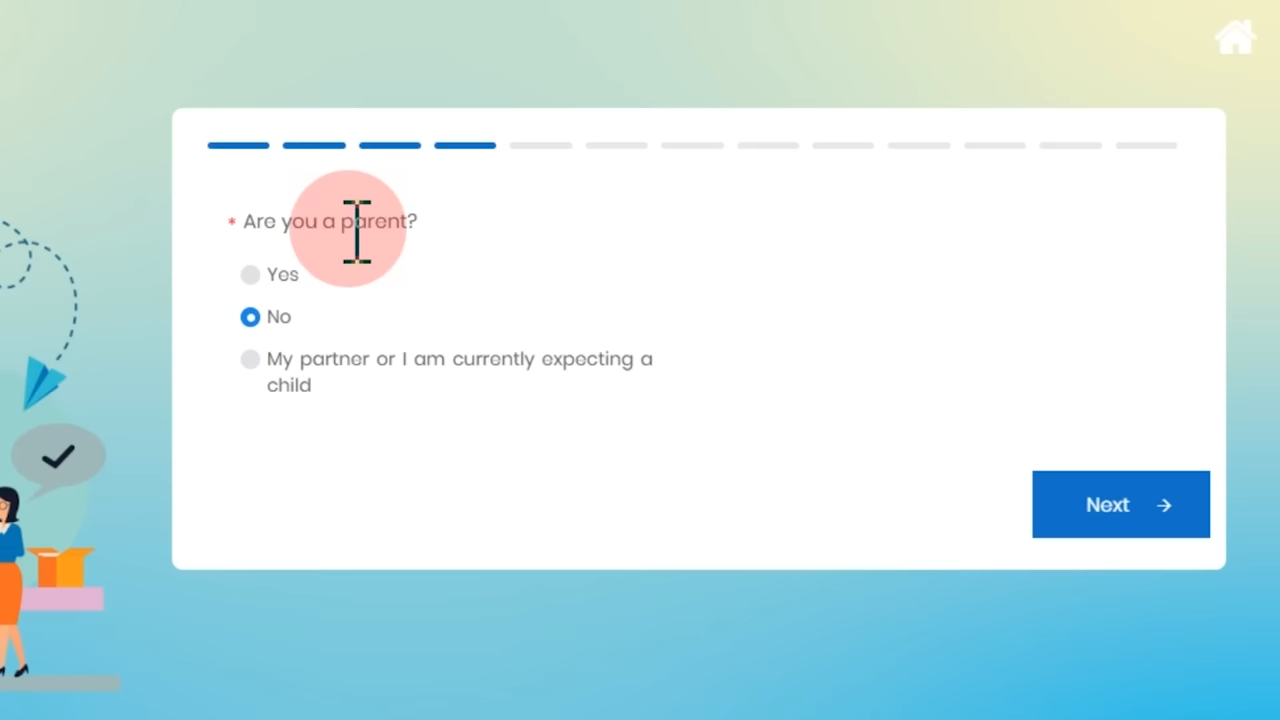 * Are you a parent?
Yes
No
My partner or I am currently expecting a
child
Next →